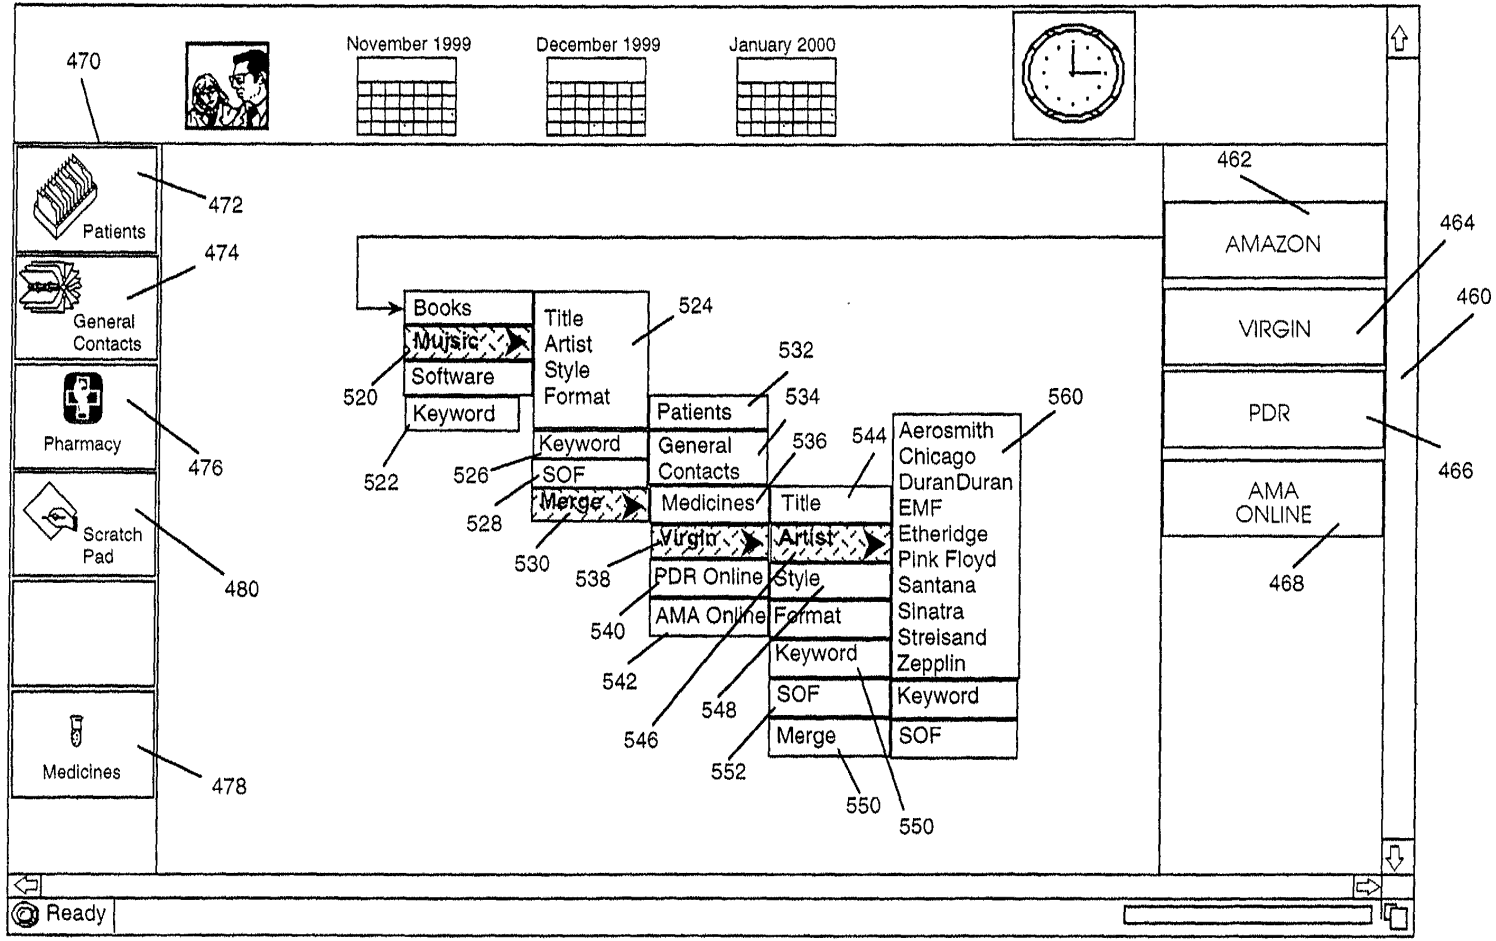 November 1999
December 1999
January 2000
470
Patients
472
474
General
Contacts
Pharmacy
476
Scratch
Pad
480
Medicines
478
462
AMAZON
464
VIRGIN
460
PDR
466
AMA
ONLINE
468
Books
Mujsic
Software
Keyword
520
522
Title
Artist
Style
Format
524
Keyword
526
SOF
528
Merge
530
Patients
532
General
Contacts
534
Medicines
536
Virgin
538
PDR Online
540
AMA Online
542
Title
544
Artist
546
Style
548
Format
Keyword
550
SOF
552
Merge
550
Aerosmith
Chicago
DuranDuran
EMF
Etheridge
Pink Floyd
Santana
Sinatra
Streisand
Zepplin
560
Keyword
SOF
Ready